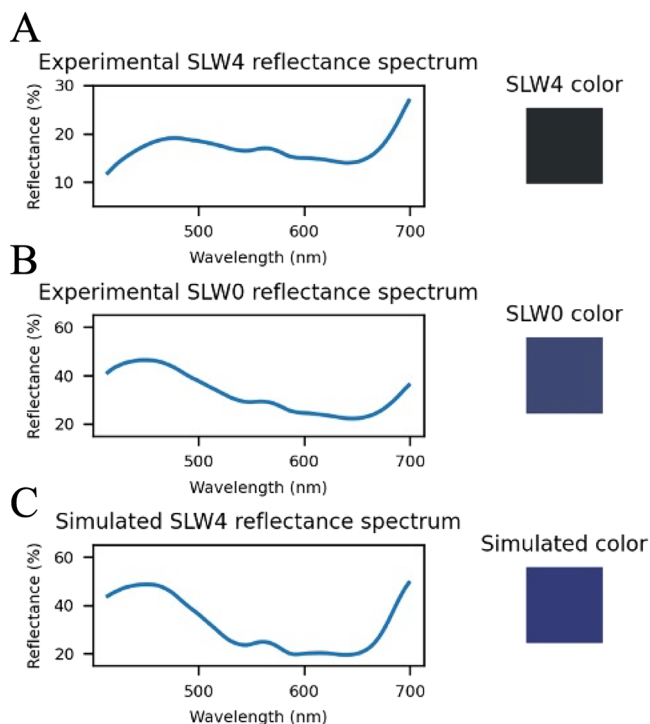 A
Experimental SLW4 reflectance spectrum
SLW4 color
Reflectance (%)
30
20
10
500 600 700
Wavelength (nm)
B
Experimental SLW0 reflectance spectrum
SLW0 color
Reflectance (%)
60
40
20
500 600 700
Wavelength (nm)
C
Simulated SLW4 reflectance spectrum
Simulated color
Reflectance (%)
60
40
20
500 600 700
Wavelength (nm)